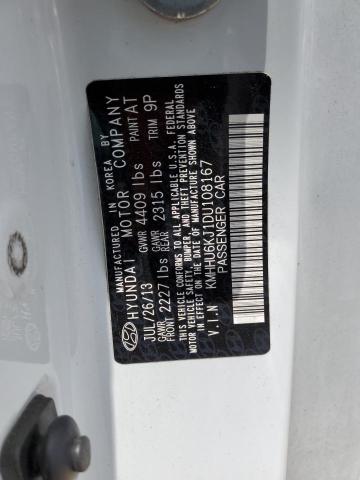 MANUFACTURED IN KOREA BY
HYUNDAI MOTOR COMPANY
JUL/26/13 GVWR 4409 lbs PAINT AT
GAWR FRONT 2227 lbs GAWR REAR 2315 lbs TRIM 9P
THIS VEHICLE CONFORMS TO ALL APPLICABLE U.S.A. FEDERAL
MOTOR VEHICLE SAFETY, BUMPER, AND THEFT PREVENTION STANDARDS
IN EFFECT ON THE DATE OF MANUFACTURE SHOWN ABOVE
V.I.N KMHHU6KJ1DU108167
PASSENGER CAR